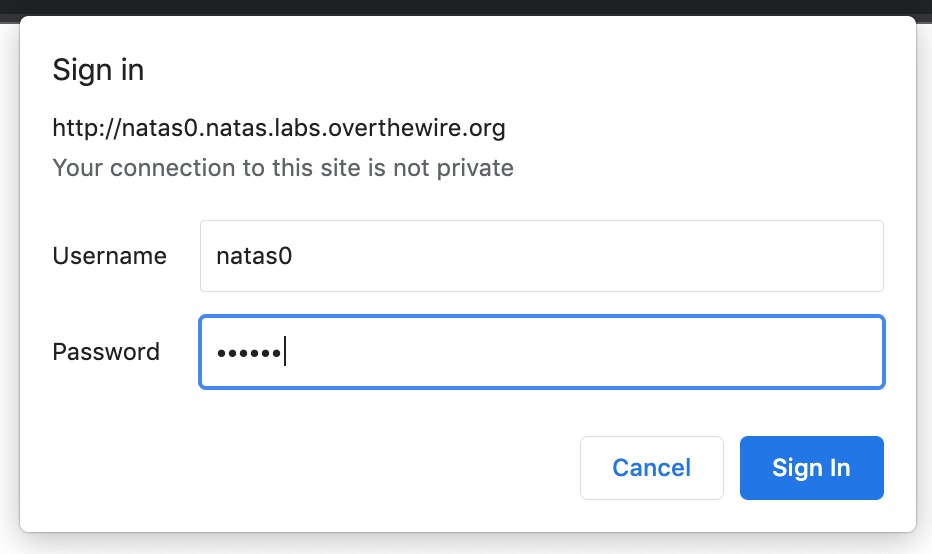 Sign in
http://natas0.natas.labs.overthewire.org
Your connection to this site is not private
Username natas0
Password ••••••
Cancel Sign In